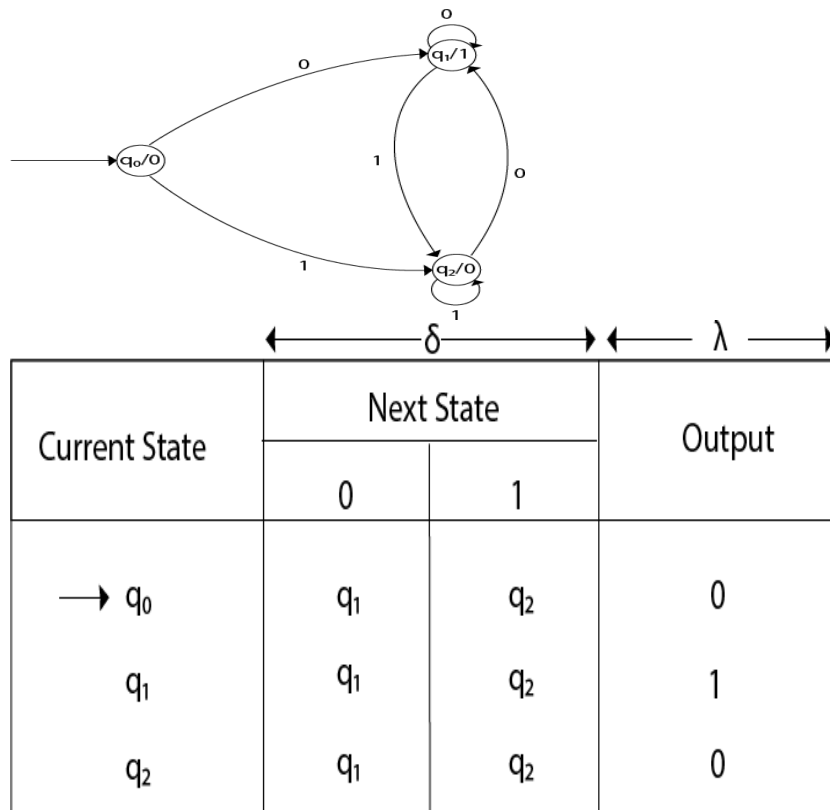 0
q₁/1
0
q₀/0
1
0
q₂/0
1
1
δ λ
Next State
Current State Output
0 1
q₀ q₁ q₂ 0
q₁ q₁ q₂ 1
q₂ q₁ q₂ 0